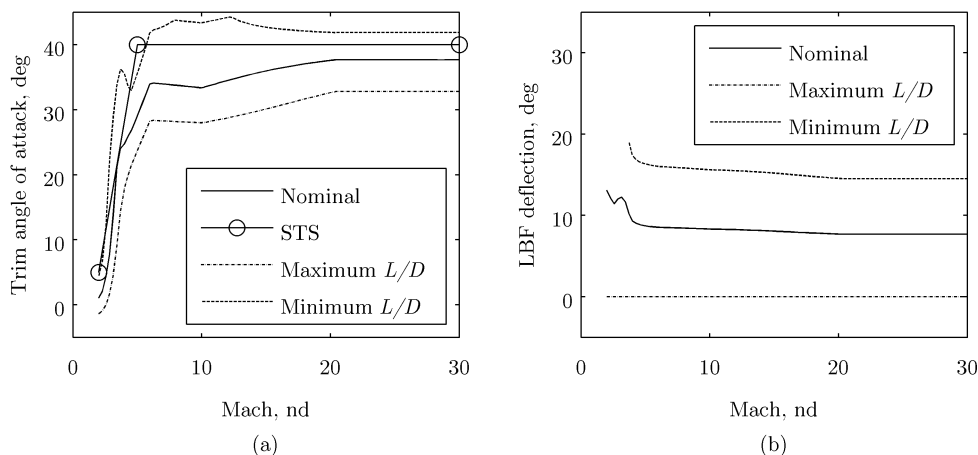 Trim angle of attack, deg
40
30
20
10
0
Nominal
STS
Maximum L/D
Minimum L/D
0
10
20
30
Mach, nd
(a)
LBF deflection, deg
30
20
10
0
Nominal
Maximum L/D
Minimum L/D
0
10
20
30
Mach, nd
(b)